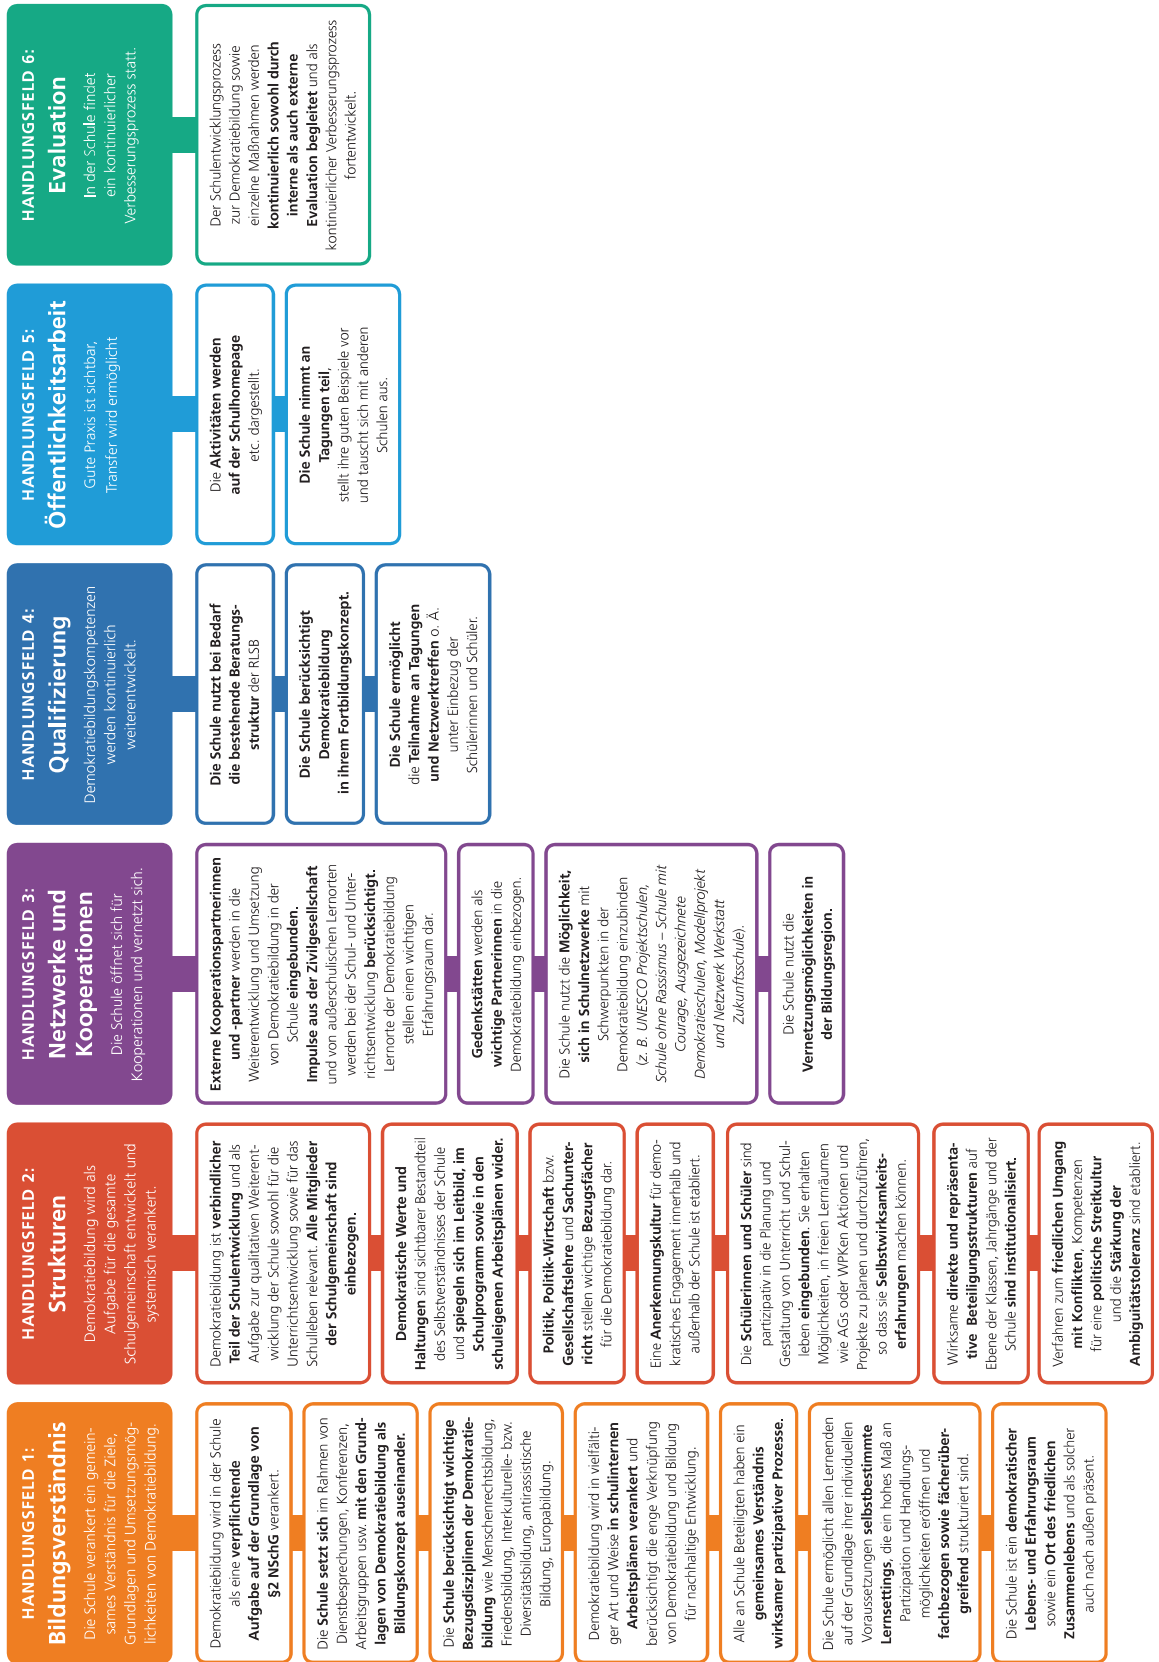 HANDLUNGSFELD 1:
Bildungsverständnis
Die Schule verankert ein gemein-
sames Verständnis für die Ziele,
Grundlagen und Umsetzungsmög-
lichkeiten von Demokratiebildung.
Demokratiebildung wird in der Schule
als eine verpflichtende
Aufgabe auf der Grundlage von
§2 NSchG verankert.
Die Schule setzt sich im Rahmen von
Dienstbesprechungen, Konferenzen,
Arbeitsgruppen usw. mit den Grund-
lagen von Demokratiebildung als
Bildungskonzept auseinander.
Die Schule berücksichtigt wichtige
Bezugsdisziplinen der Demokratie-
bildung wie Menschenrechtsbildung,
Friedensbildung, Interkulturelle- bzw.
Diversitätsbildung, antirassistische
Bildung, Europabildung.
Demokratiebildung wird in vielfälti-
ger Art und Weise in schulinternen
Arbeitsplänen verankert und
berücksichtigt die enge Verknüpfung
von Demokratiebildung und Bildung
für nachhaltige Entwicklung.
Alle an Schule Beteiligten haben ein
gemeinsames Verständnis
wirksamer partizipativer Prozesse.
Die Schule ermöglicht allen Lernenden
auf der Grundlage ihrer individuellen
Voraussetzungen selbstbestimmte
Lernsettings, die ein hohes Maß an
Partizipation und Handlungs-
möglichkeiten eröffnen und
fachbezogen sowie fächerüber-
greifend strukturiert sind.
Die Schule ist ein demokratischer
Lebens- und Erfahrungsraum
sowie ein Ort des friedlichen
Zusammenlebens und als solcher
auch nach außen präsent.
HANDLUNGSFELD 2:
Strukturen
Demokratiebildung wird als
Aufgabe für die gesamte
Schulgemeinschaft entwickelt und
systemisch verankert.
Demokratiebildung ist verbindlicher
Teil der Schulentwicklung und als
Aufgabe zur qualitativen Weiterent-
wicklung der Schule sowohl für die
Unterrichtsentwicklung sowie für das
Schulleben relevant. Alle Mitglieder
der Schulgemeinschaft sind
einbezogen.
Demokratische Werte und
Haltungen sind sichtbarer Bestandteil
des Selbstverständnisses der Schule
und spiegeln sich im Leitbild, im
Schulprogramm sowie in den
schuleigenen Arbeitsplänen wider.
Politik, Politik-Wirtschaft bzw.
Gesellschaftslehre und Sachunter-
richt stellen wichtige Bezugsfächer
für die Demokratiebildung dar.
Eine Anerkennungskultur für demo-
kratisches Engagement innerhalb und
außerhalb der Schule ist etabliert.
Die Schülerinnen und Schüler sind
partizipativ in die Planung und
Gestaltung von Unterricht und Schul-
leben eingebunden. Sie erhalten
Möglichkeiten, in freien Lernräumen
wie AGs oder WPKen Aktionen und
Projekte zu planen und durchzuführen,
so dass sie Selbstwirksamkeits-
erfahrungen machen können.
Wirksame direkte und repräsenta-
tive Beteiligungsstrukturen auf
Ebene der Klassen, Jahrgänge und der
Schule sind institutionalisiert.
Verfahren zum friedlichen Umgang
mit Konflikten, Kompetenzen
für eine politische Streitkultur
und die Stärkung der
Ambiguitätstoleranz sind etabliert.
HANDLUNGSFELD 3:
Netzwerke und
Kooperationen
Die Schule öffnet sich für
Kooperationen und vernetzt sich.
Externe Kooperationspartnerinnen
und -partner werden in die
Weiterentwicklung und Umsetzung
von Demokratiebildung in der
Schule eingebunden.
Impulse aus der Zivilgesellschaft
und von außerschulischen Lernorten
werden bei der Schul- und Unter-
richtsentwicklung berücksichtigt.
Lernorte der Demokratiebildung
stellen einen wichtigen
Erfahrungsraum dar.
Gedenkstätten werden als
wichtige Partnerinnen in die
Demokratiebildung einbezogen.
Die Schule nutzt die Möglichkeit,
sich in Schulnetzwerke mit
Schwerpunkten in der
Demokratiebildung einzubinden
(z. B. UNESCO Projektschulen,
Schule ohne Rassismus – Schule mit
Courage, Ausgezeichnete
Demokratieschulen, Modellprojekt
und Netzwerk Werkstatt
Zukunftsschule).
Die Schule nutzt die
Vernetzungsmöglichkeiten in
der Bildungsregion.
HANDLUNGSFELD 4:
Qualifizierung
Demokratiebildungskompetenzen
werden kontinuierlich
weiterentwickelt.
Die Schule nutzt bei Bedarf
die bestehende Beratungs-
struktur der RLSB
Die Schule berücksichtigt
Demokratiebildung
in ihrem Fortbildungskonzept.
Die Schule ermöglicht
die Teilnahme an Tagungen
und Netzwerktreffen o. Ä.
unter Einbezug der
Schülerinnen und Schüler.
HANDLUNGSFELD 5:
Öffentlichkeitsarbeit
Gute Praxis ist sichtbar,
Transfer wird ermöglicht
Die Aktivitäten werden
auf der Schulhomepage
etc. dargestellt.
Die Schule nimmt an
Tagungen teil,
stellt ihre guten Beispiele vor
und tauscht sich mit anderen
Schulen aus.
HANDLUNGSFELD 6:
Evaluation
In der Schule findet
ein kontinuierlicher
Verbesserungsprozess statt.
Der Schulentwicklungsprozess
zur Demokratiebildung sowie
einzelne Maßnahmen werden
kontinuierlich sowohl durch
interne als auch externe
Evaluation begleitet und als
kontinuierlicher Verbesserungsprozess
fortentwickelt.